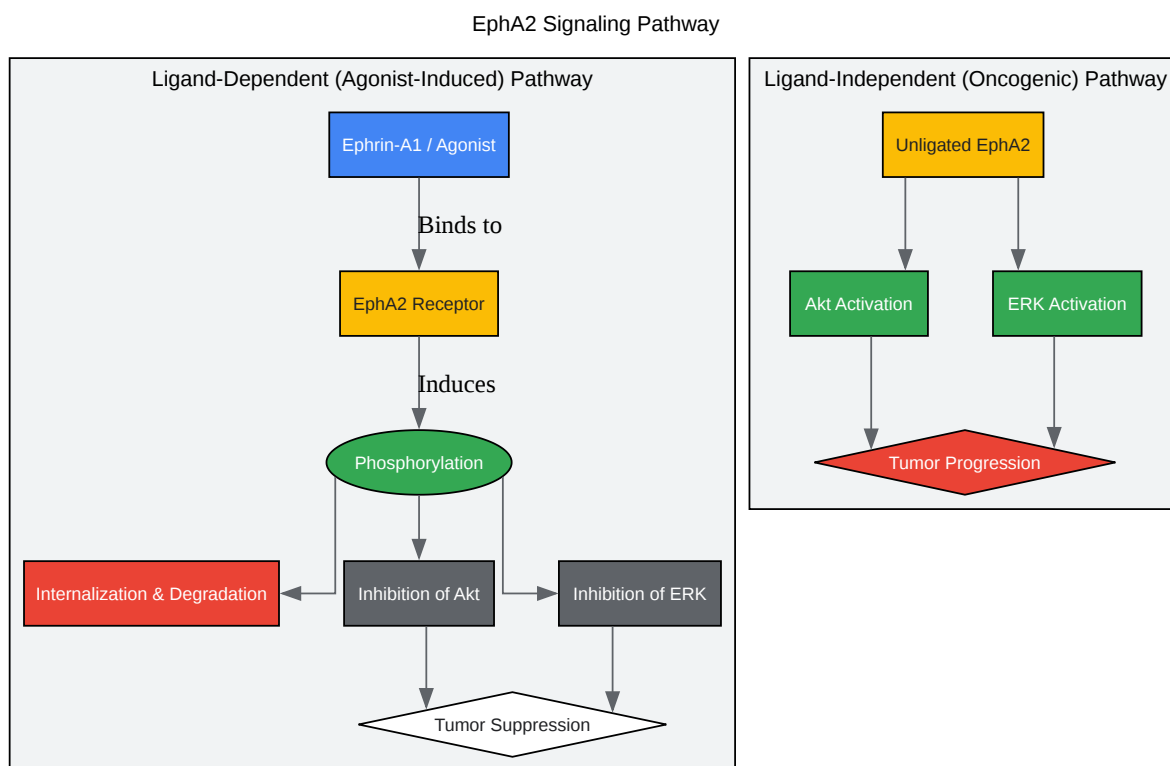 EphA2 Signaling Pathway
Ligand-Dependent (Agonist-Induced) Pathway
Ephrin-A1 / Agonist
Binds to
EphA2 Receptor
Induces
Phosphorylation
Internalization & Degradation
Inhibition of Akt
Inhibition of ERK
Tumor Suppression
Ligand-Independent (Oncogenic) Pathway
Unligated EphA2
Akt Activation
ERK Activation
Tumor Progression